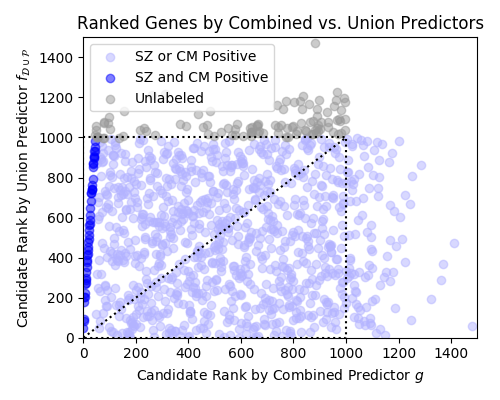 Ranked Genes by Combined vs. Union Predictors
SZ or CM Positive
SZ and CM Positive
Unlabeled
Candidate Rank by Union Predictor f_{D∪P}
1400
1200
1000
800
600
400
200
0
0 200 400 600 800 1000 1200 1400
Candidate Rank by Combined Predictor g